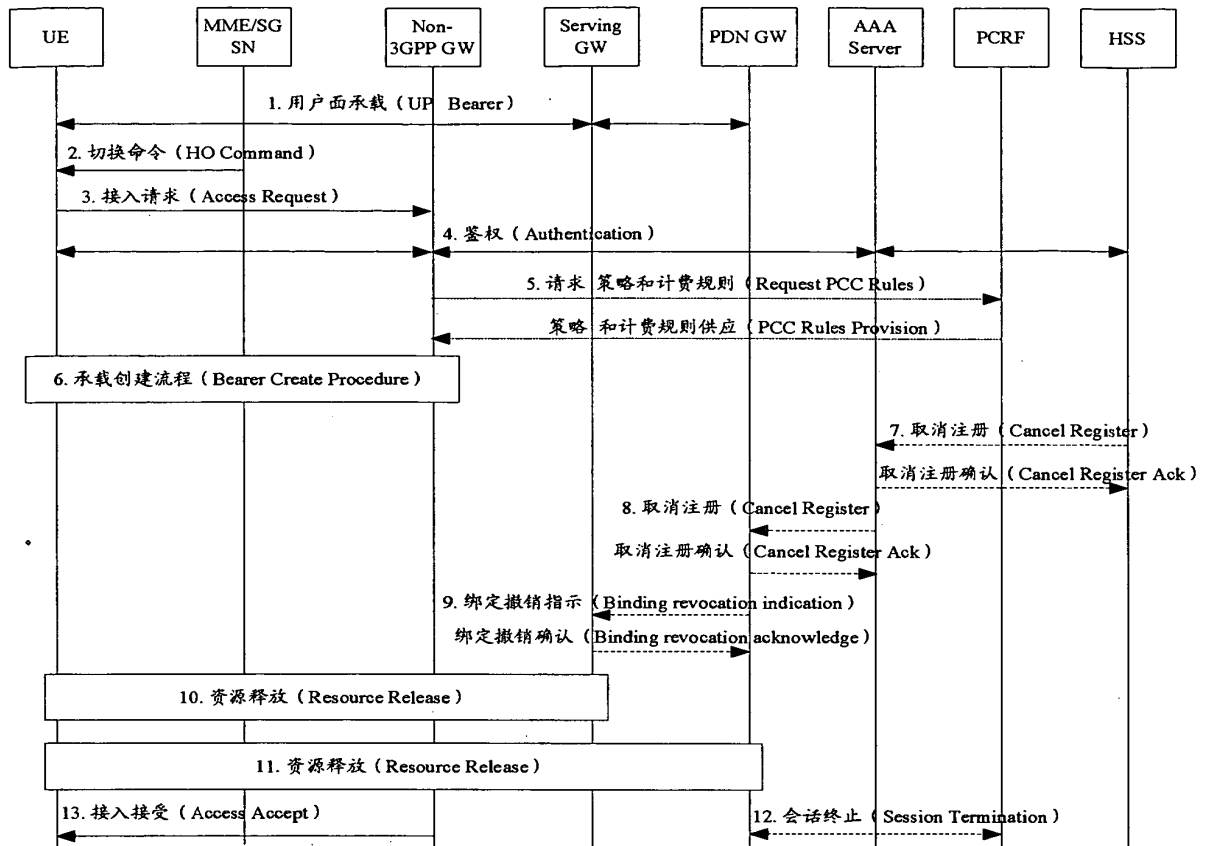 UE
MME/SG
SN
Non-
3GPP GW
Serving
GW
PDN GW
AAA
Server
PCRF
HSS
1. 用户面承载（UP Bearer）
2. 切换命令（HO Command）
3. 接入请求（Access Request）
4. 鉴权（Authentication）
5. 请求 策略和计费规则（Request PCC Rules）
策略 和计费规则供应（PCC Rules Provision）
6. 承载创建流程（Bearer Create Procedure）
7. 取消注册（Cancel Register）
取消注册确认（Cancel Register Ack）
8. 取消注册（Cancel Register）
取消注册确认（Cancel Register Ack）
9. 绑定撤销指示（Binding revocation indication）
绑定撤销确认（Binding revocation acknowledge）
10. 资源释放（Resource Release）
11. 资源释放（Resource Release）
13. 接入接受（Access Accept）
12. 会话终止（Session Termination）